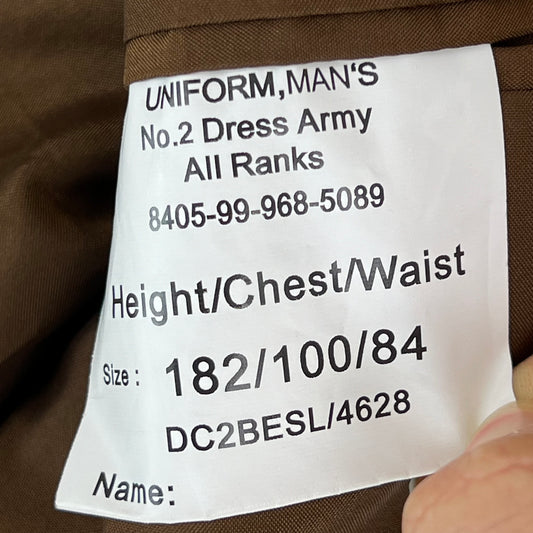 UNIFORM,MAN'S
No.2 Dress Army
All Ranks
8405-99-968-5089
Height/Chest/Waist
Size : 182/100/84
DC2BESL/4628
Name: